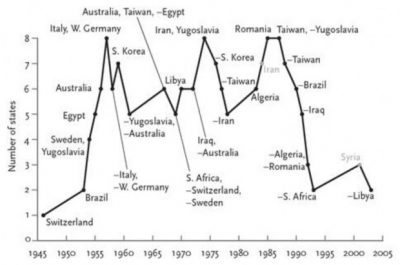 Australia, Taiwan, –Egypt
Italy, W. Germany
Iran, Yugoslavia
Romania
Taiwan, –Yugoslavia
8
S. Korea
–S. Korea
–Taiwan
7
Iran
Australia
Libya
–Taiwan
–Brazil
6
Algeria
Egypt
–Yugoslavia,
–Australia
–Iran
–Iraq
5
Sweden,
Yugoslavia
Iraq,
–Australia
4
–Italy,
–W. Germany
S. Africa,
–Switzerland,
–Sweden
–Algeria,
–Romania
Syria
3
Brazil
–S. Africa
–Libya
2
Switzerland
1
0
Number of states
1945 1950 1955 1960 1965 1970 1975 1980 1985 1990 1995 2000 2005